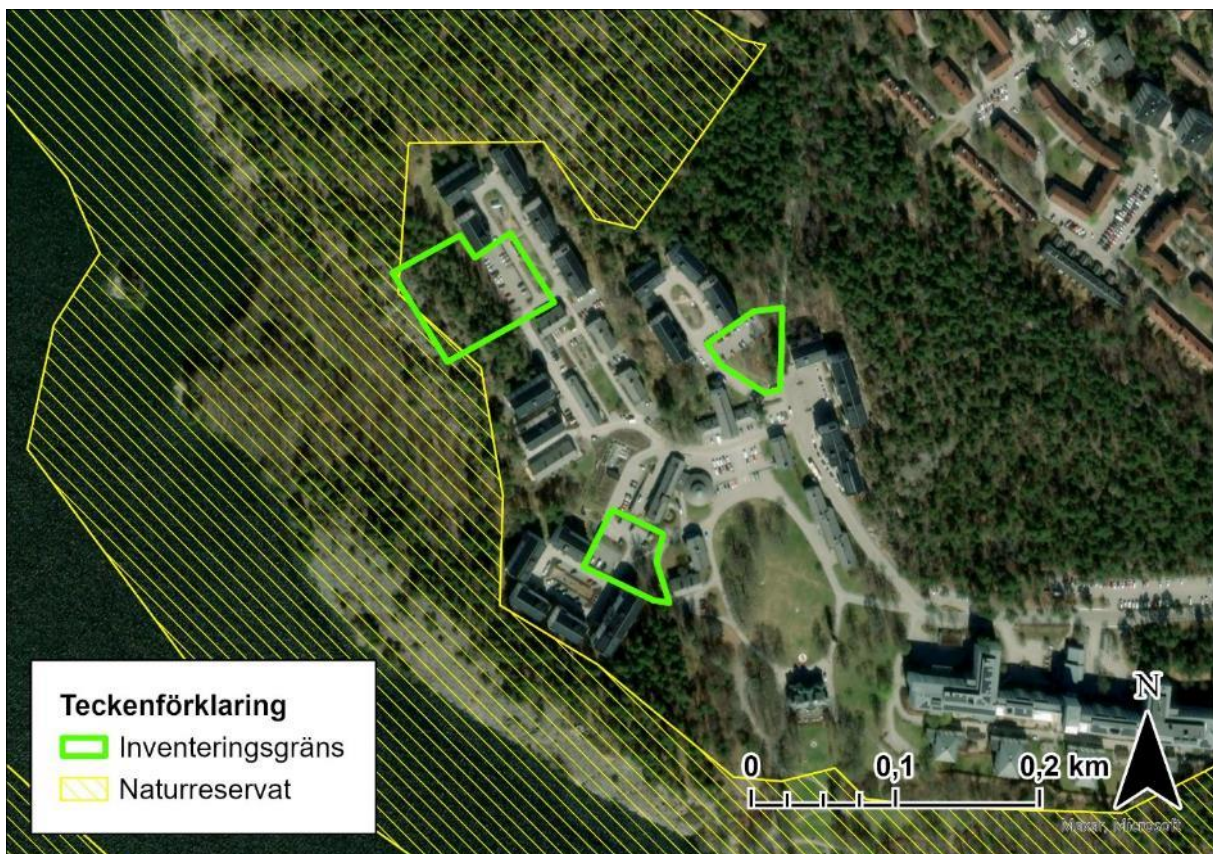 Teckenförklaring
Inventeringsgräns
Naturreservat
N
0 0,1 0,2 km
Maxar, Microsoft